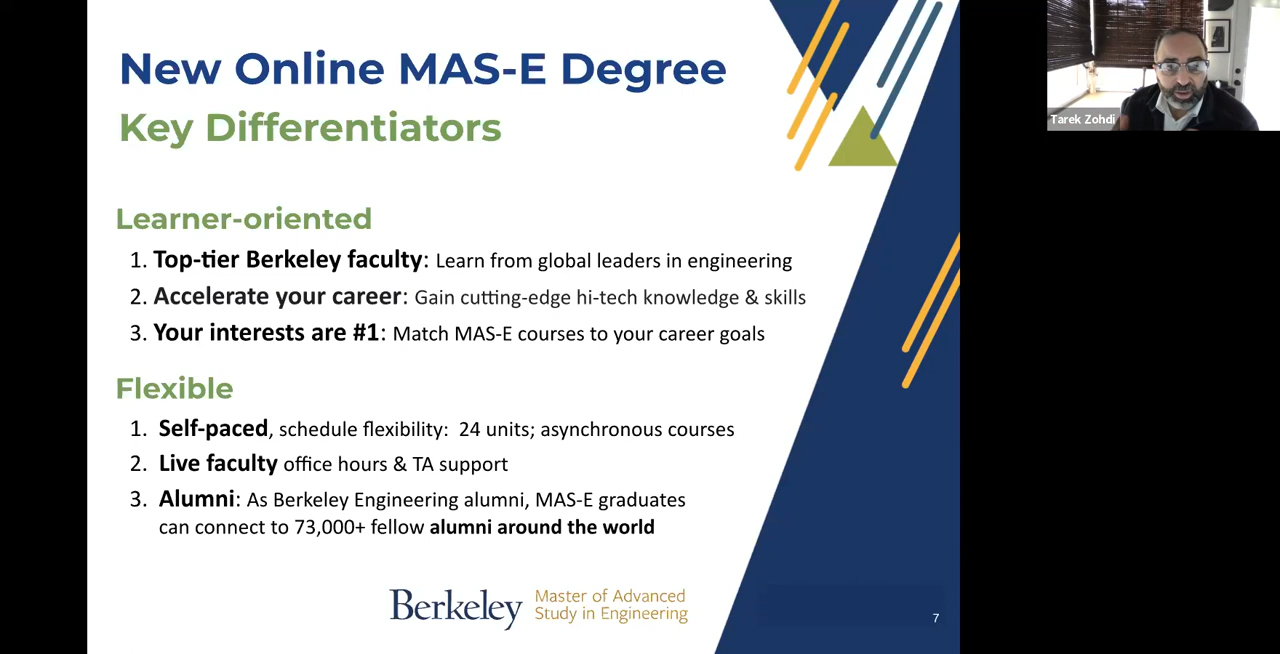 New Online MAS-E Degree
Key Differentiators
Learner-oriented
1. Top-tier Berkeley faculty: Learn from global leaders in engineering
2. Accelerate your career: Gain cutting-edge hi-tech knowledge & skills
3. Your interests are #1: Match MAS-E courses to your career goals
Flexible
1. Self-paced, schedule flexibility: 24 units; asynchronous courses
2. Live faculty office hours & TA support
3. Alumni: As Berkeley Engineering alumni, MAS-E graduates
can connect to 73,000+ fellow alumni around the world
Berkeley
Master of Advanced
Study in Engineering
7
Tarek Zohdi